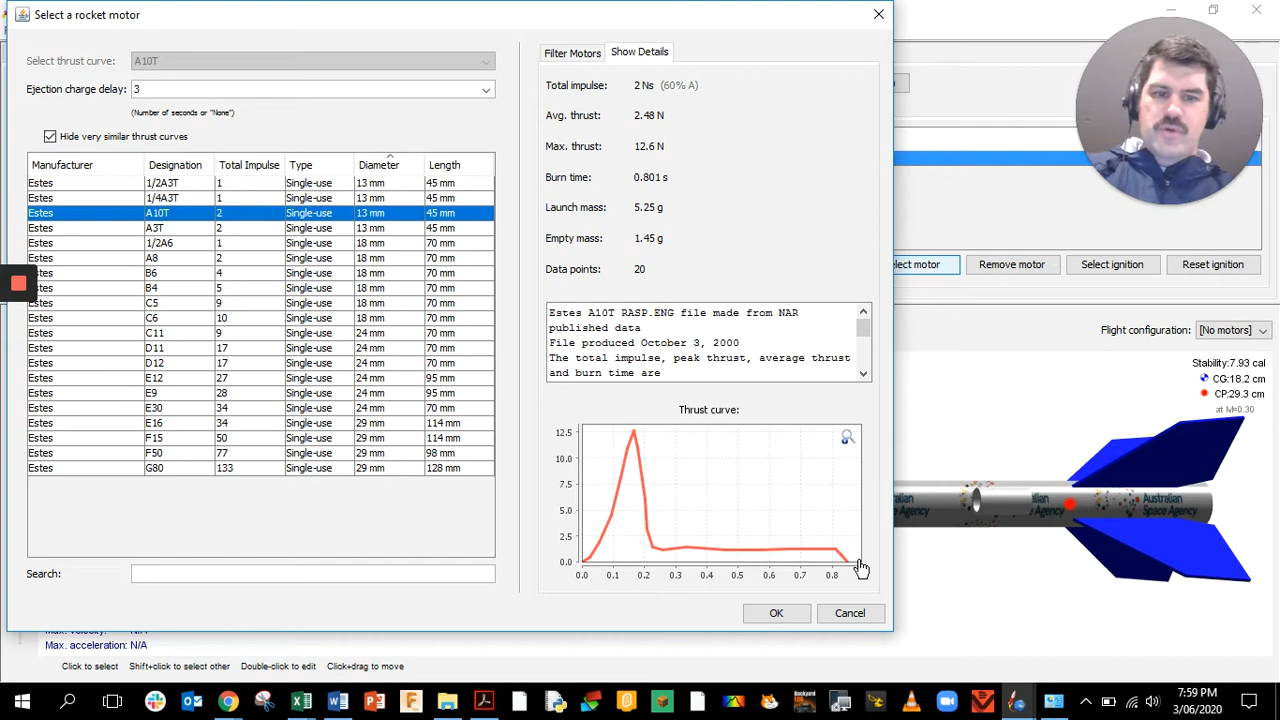 Select a rocket motor
Select thrust curve: A10T
Ejection charge delay: 3
(Number of seconds or "None")
Hide very similar thrust curves
Manufacturer Designation Total Impulse Type Diameter Length
Estes 1/2A3T 1 Single-use 13 mm 45 mm
Estes 1/4A3T 1 Single-use 13 mm 45 mm
Estes A10T 2 Single-use 13 mm 45 mm
Estes A3T 2 Single-use 13 mm 45 mm
Estes 1/2A6 1 Single-use 18 mm 70 mm
Estes A8 2 Single-use 18 mm 70 mm
Estes B6 4 Single-use 18 mm 70 mm
Estes B4 5 Single-use 18 mm 70 mm
Estes C5 9 Single-use 18 mm 70 mm
Estes C6 10 Single-use 18 mm 70 mm
Estes C11 9 Single-use 24 mm 70 mm
Estes D11 17 Single-use 24 mm 70 mm
Estes D12 17 Single-use 24 mm 70 mm
Estes E12 27 Single-use 24 mm 95 mm
Estes E9 28 Single-use 24 mm 95 mm
Estes E30 34 Single-use 24 mm 70 mm
Estes E16 34 Single-use 29 mm 114 mm
Estes F15 50 Single-use 29 mm 114 mm
Estes F50 77 Single-use 29 mm 98 mm
Estes G80 133 Single-use 29 mm 128 mm
Search:
Filter Motors Show Details
Total impulse: 2 Ns (60% A)
Avg. thrust: 2.48 N
Max. thrust: 12.6 N
Burn time: 0.801 s
Launch mass: 5.25 g
Empty mass: 1.45 g
Data points: 20
Estes A10T RASP.ENG file made from NAR
published data
File produced October 3, 2000
The total impulse, peak thrust, average thrust
and burn time are
Thrust curve:
12.5
10.0
7.5
5.0
2.5
0.0
0.0 0.1 0.2 0.3 0.4 0.5 0.6 0.7 0.8
OK Cancel
motor Remove motor Select ignition Reset ignition
Flight configuration: [No motors]
Stability: 7.93 cal
CG:18.2 cm
CP:29.3 cm
at M=0.30
Australian Space Agency
Max. acceleration: N/A
Click to select Shift+click to select other Double-click to edit Click+drag to move
7:59 PM
3/06/2020